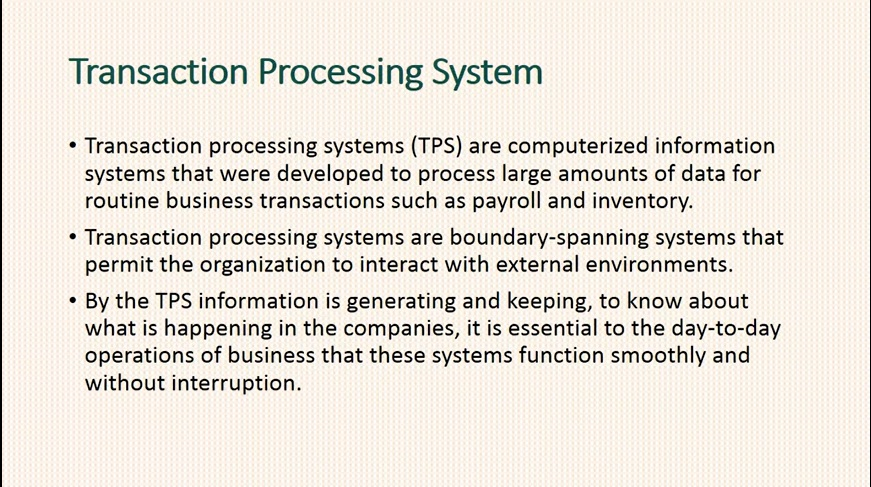 Transaction Processing System
• Transaction processing systems (TPS) are computerized information
systems that were developed to process large amounts of data for
routine business transactions such as payroll and inventory.
• Transaction processing systems are boundary-spanning systems that
permit the organization to interact with external environments.
• By the TPS information is generating and keeping, to know about
what is happening in the companies, it is essential to the day-to-day
operations of business that these systems function smoothly and
without interruption.